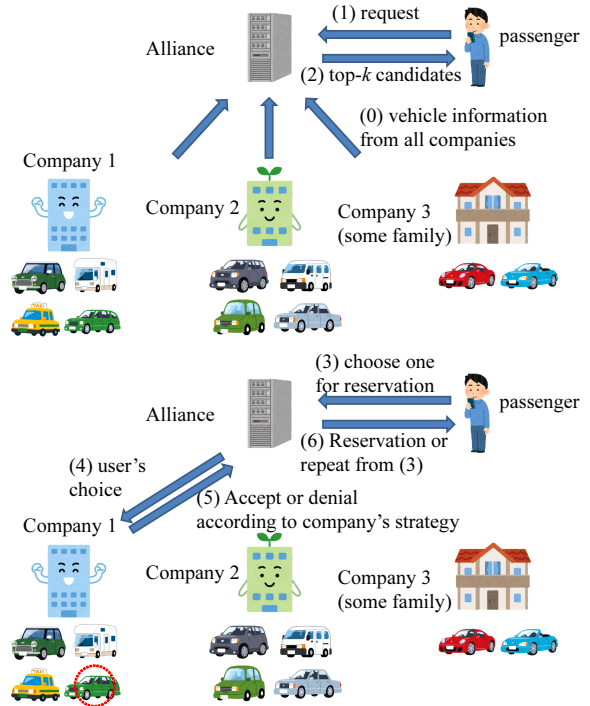 (1) request
Alliance
passenger
(2) top-k candidates
(0) vehicle information
from all companies
Company 1
Company 2
Company 3
(some family)
TAXI
(3) choose one
for reservation
Alliance
passenger
(6) Reservation or
repeat from (3)
(4) user's
choice
(5) Accept or denial
according to company's strategy
Company 1
Company 2
Company 3
(some family)
TAXI